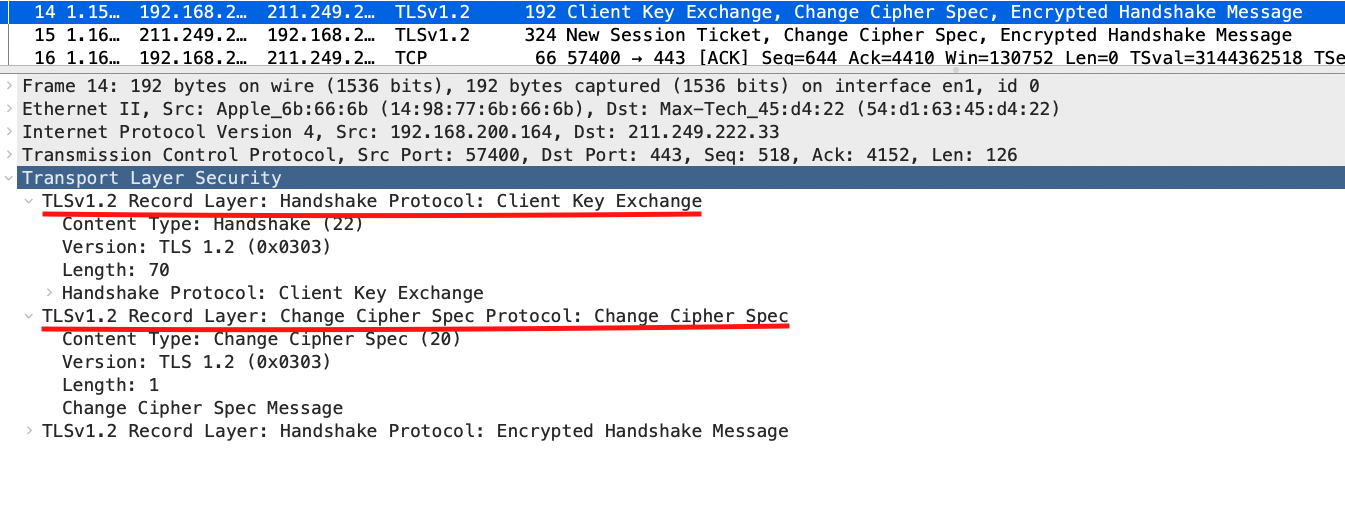 14 1.15… 192.168.2… 211.249.2… TLSv1.2 192 Client Key Exchange, Change Cipher Spec, Encrypted Handshake Message
15 1.16… 211.249.2… 192.168.2… TLSv1.2 324 New Session Ticket, Change Cipher Spec, Encrypted Handshake Message
16 1.16… 192.168.2… 211.249.2… TCP 66 57400 → 443 [ACK] Seq=644 Ack=4410 Win=130752 Len=0 TSval=3144362518 TSe
Frame 14: 192 bytes on wire (1536 bits), 192 bytes captured (1536 bits) on interface en1, id 0
Ethernet II, Src: Apple_6b:66:6b (14:98:77:6b:66:6b), Dst: Max-Tech_45:d4:22 (54:d1:63:45:d4:22)
Internet Protocol Version 4, Src: 192.168.200.164, Dst: 211.249.222.33
Transmission Control Protocol, Src Port: 57400, Dst Port: 443, Seq: 518, Ack: 4152, Len: 126
Transport Layer Security
TLSv1.2 Record Layer: Handshake Protocol: Client Key Exchange
Content Type: Handshake (22)
Version: TLS 1.2 (0x0303)
Length: 70
Handshake Protocol: Client Key Exchange
TLSv1.2 Record Layer: Change Cipher Spec Protocol: Change Cipher Spec
Content Type: Change Cipher Spec (20)
Version: TLS 1.2 (0x0303)
Length: 1
Change Cipher Spec Message
TLSv1.2 Record Layer: Handshake Protocol: Encrypted Handshake Message